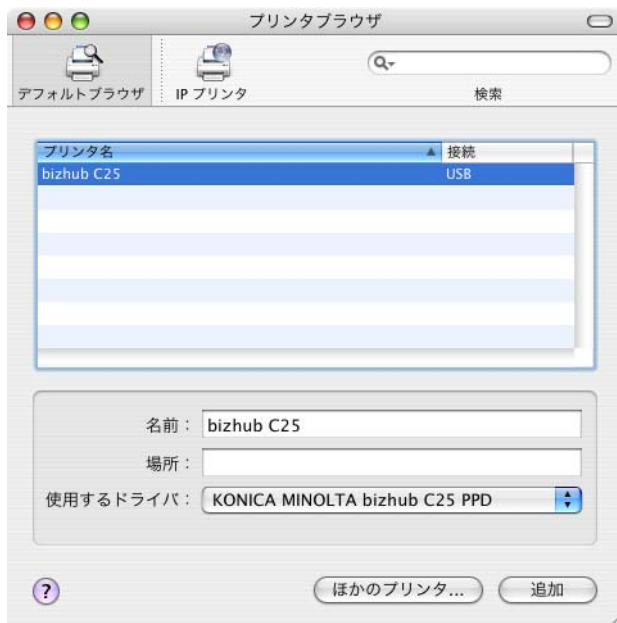 プリンタブラウザ
デフォルトブラウザ
IP プリンタ
検索
プリンタ名 接続
bizhub C25 USB
名前： bizhub C25
場所：
使用するドライバ： KONICA MINOLTA bizhub C25 PPD
? ほかのプリンタ... 追加